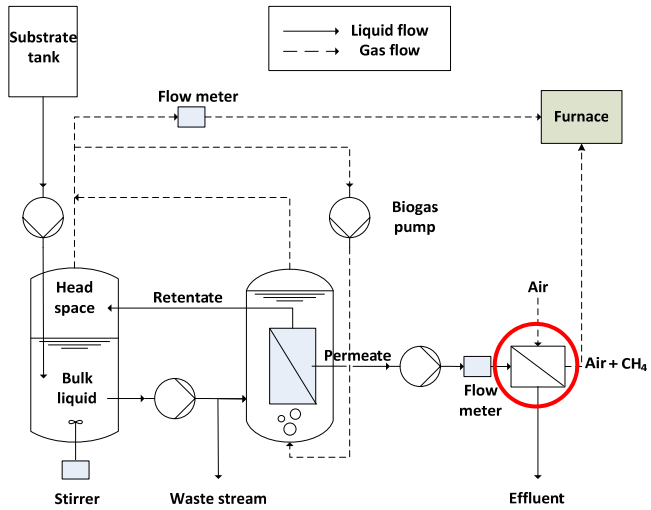 Substrate
tank
Liquid flow
Gas flow
Flow meter
Furnace
Biogas
pump
Head
space
Retentate
Air
Permeate
Air + CH₄
Bulk
liquid
Flow
meter
Stirrer
Waste stream
Effluent